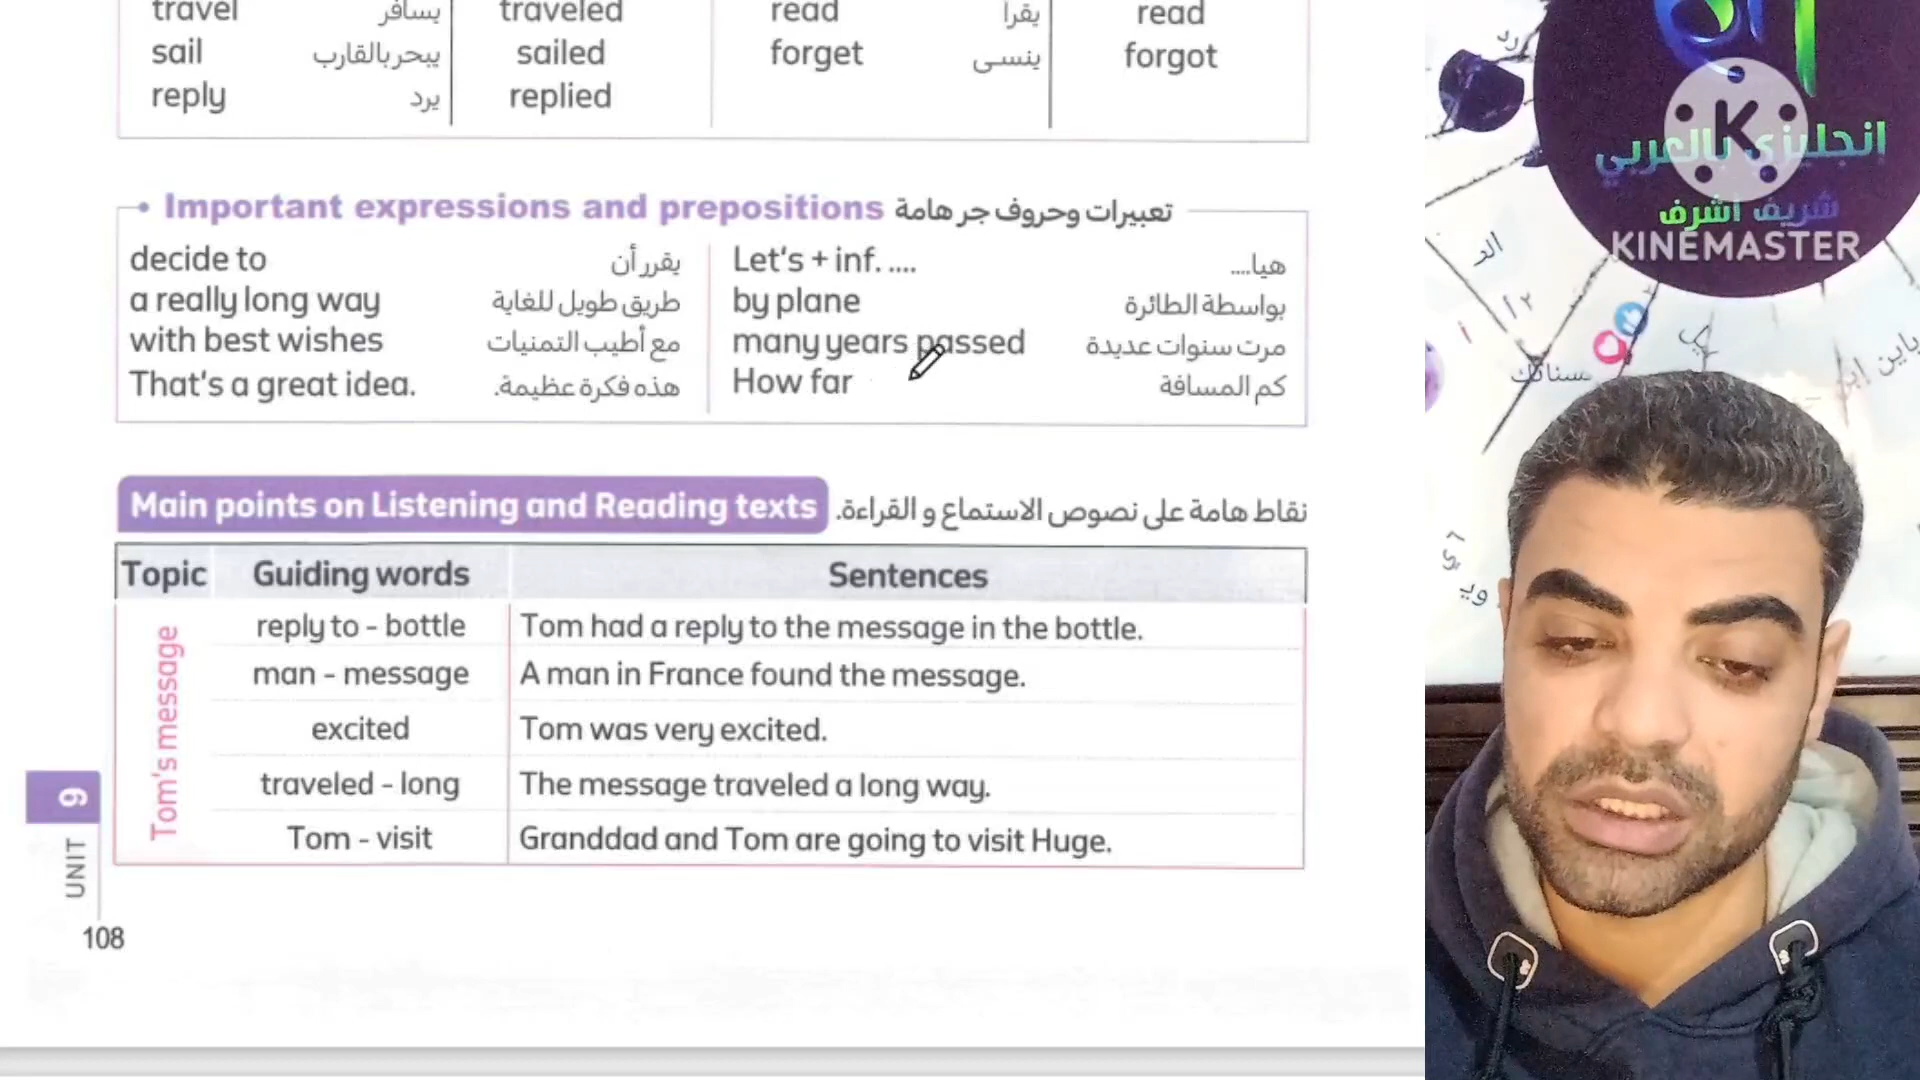 travel يسافر traveled read يقرأ read
sail يبحر بالقارب sailed forget ينسى forgot
reply يرد replied
Important expressions and prepositions تعبيرات وحروف جر هامة
decide to يقرر أن Let's + inf. .... هيا....
a really long way طريق طويل للغاية by plane بواسطة الطائرة
with best wishes مع أطيب التمنيات many years passed مرت سنوات عديدة
That's a great idea. هذه فكرة عظيمة. How far كم المسافة
Main points on Listening and Reading texts نقاط هامة على نصوص الاستماع و القراءة.
Topic Guiding words Sentences
Tom's message
reply to - bottle Tom had a reply to the message in the bottle.
man - message A man in France found the message.
excited Tom was very excited.
traveled - long The message traveled a long way.
Tom - visit Granddad and Tom are going to visit Huge.
UNIT 9
108
إنجليزي بالعربي
شريف أشرف
K
KINEMASTER
رد